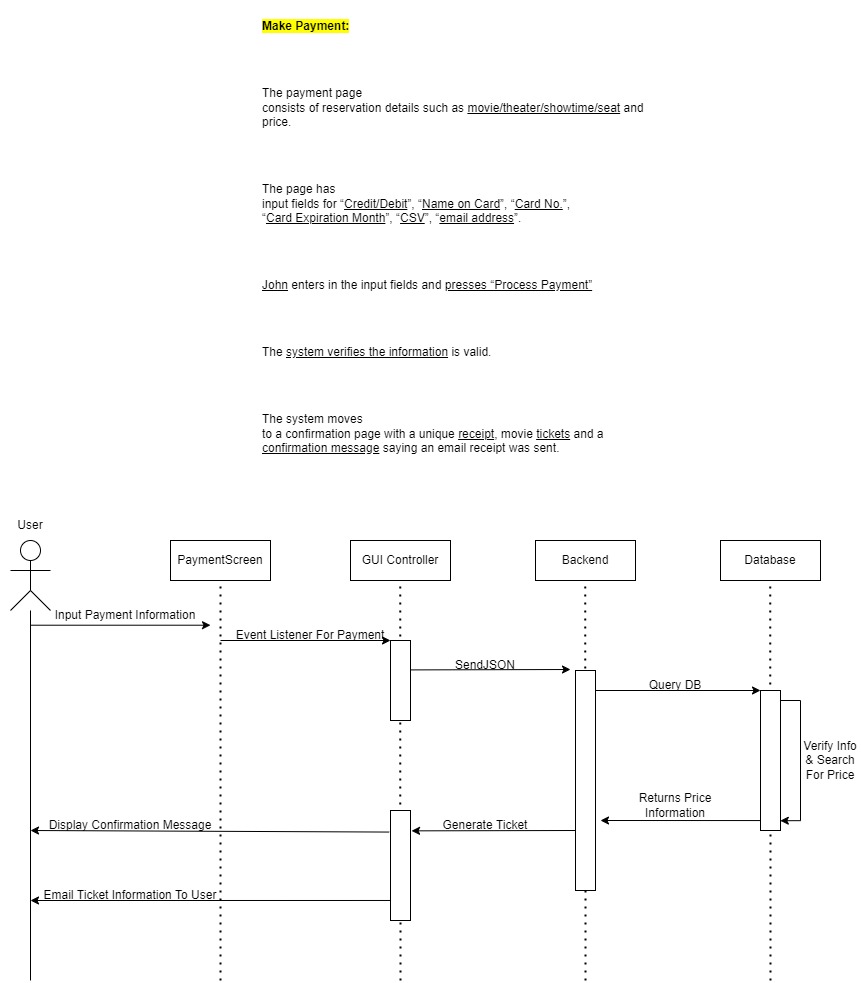 Make Payment:
The payment page
consists of reservation details such as movie/theater/showtime/seat and
price.
The page has
input fields for “Credit/Debit”, “Name on Card”, “Card No.”,
“Card Expiration Month”, “CSV”, “email address”.
John enters in the input fields and presses “Process Payment”
The system verifies the information is valid.
The system moves
to a confirmation page with a unique receipt, movie tickets and a
confirmation message saying an email receipt was sent.
User
PaymentScreen
GUI Controller
Backend
Database
Input Payment Information
Event Listener For Payment
SendJSON
Query DB
Verify Info
& Search
For Price
Returns Price
Information
Display Confirmation Message
Generate Ticket
Email Ticket Information To User